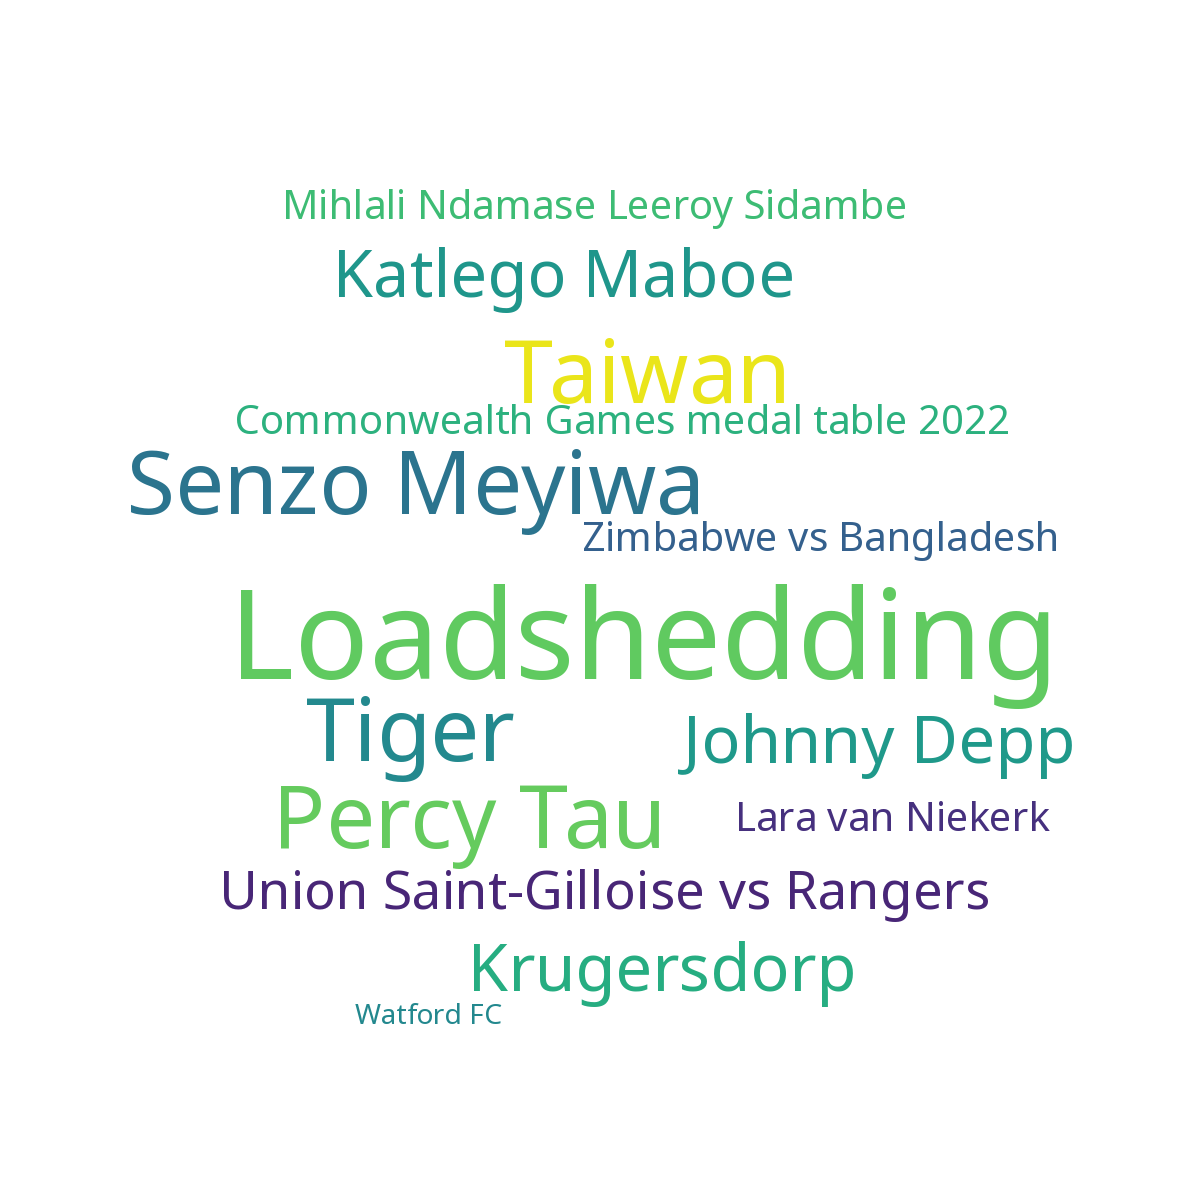 Mihlali Ndamase Leeroy Sidambe
Katlego Maboe
Taiwan
Commonwealth Games medal table 2022
Senzo Meyiwa
Zimbabwe vs Bangladesh
Loadshedding
Tiger
Johnny Depp
Percy Tau
Lara van Niekerk
Union Saint-Gilloise vs Rangers
Krugersdorp
Watford FC